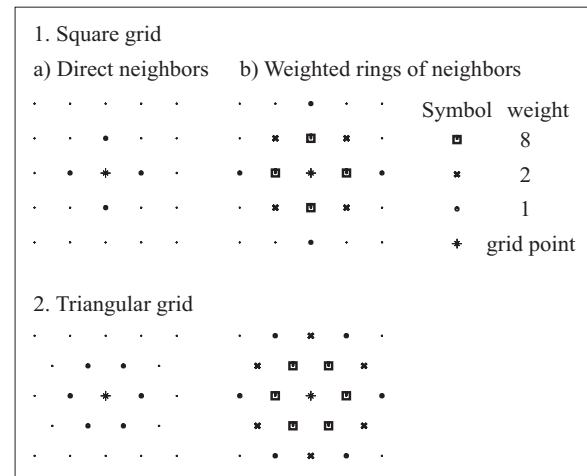 1. Square grid
a) Direct neighbors
b) Weighted rings of neighbors
Symbol weight
8
2
1
grid point
2. Triangular grid